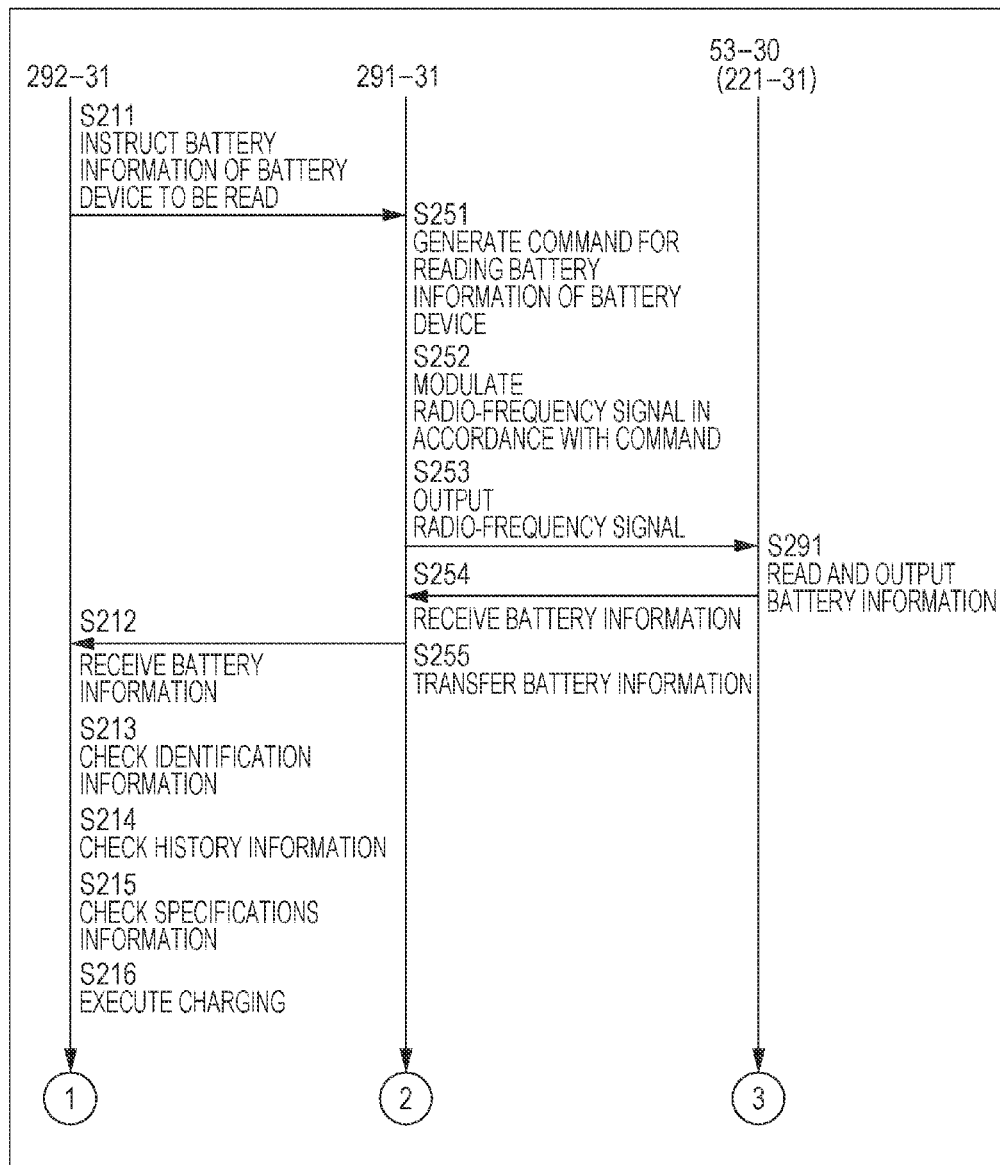 53-30
292-31
291-31
(221-31)
S211
INSTRUCT BATTERY
INFORMATION OF BATTERY
DEVICE TO BE READ
S251
GENERATE COMMAND FOR
READING BATTERY
INFORMATION OF BATTERY
DEVICE
S252
MODULATE
RADIO-FREQUENCY SIGNAL IN
ACCORDANCE WITH COMMAND
S253
OUTPUT
RADIO-FREQUENCY SIGNAL
S291
READ AND OUTPUT
BATTERY INFORMATION
S254
RECEIVE BATTERY INFORMATION
S212
RECEIVE BATTERY
INFORMATION
S255
TRANSFER BATTERY INFORMATION
S213
CHECK IDENTIFICATION
INFORMATION
S214
CHECK HISTORY INFORMATION
S215
CHECK SPECIFICATIONS
INFORMATION
S216
EXECUTE CHARGING
1
2
3